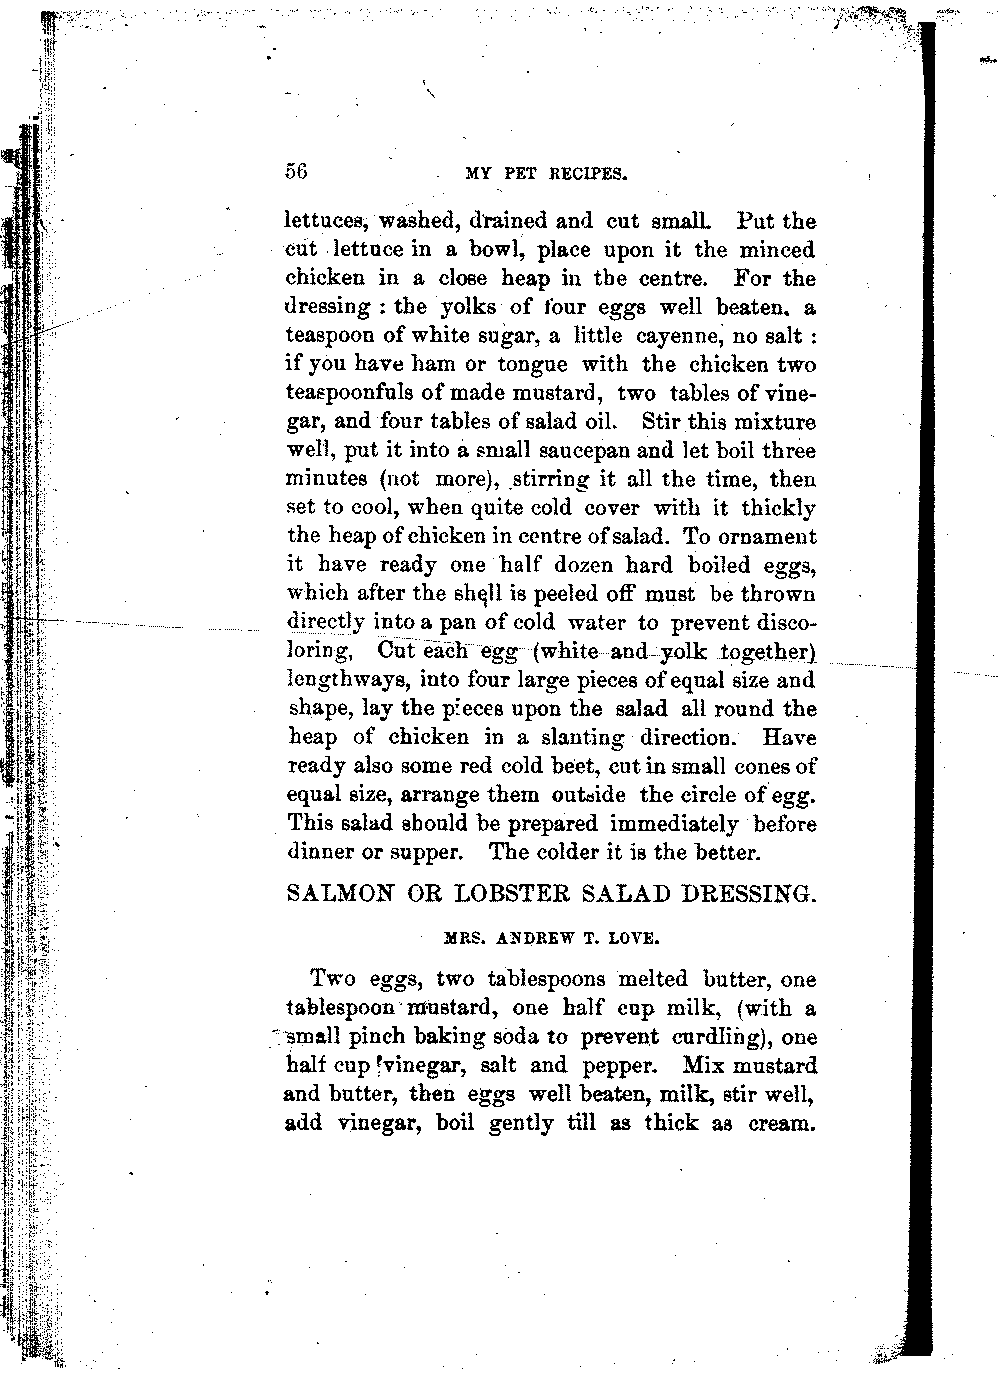 56 MY PET RECIPES.
lettuces, washed, drained and cut small. Put the
cut lettuce in a bowl, place upon it the minced
chicken in a close heap in the centre. For the
dressing : the yolks of four eggs well beaten, a
teaspoon of white sugar, a little cayenne, no salt :
if you have ham or tongue with the chicken two
teaspoonfuls of made mustard, two tables of vine-
gar, and four tables of salad oil. Stir this mixture
well, put it into a small saucepan and let boil three
minutes (not more), stirring it all the time, then
set to cool, when quite cold cover with it thickly
the heap of chicken in centre of salad. To ornament
it have ready one half dozen hard boiled eggs,
which after the shell is peeled off must be thrown
directly into a pan of cold water to prevent disco-
loring, Cut each egg (white and yolk together)
lengthways, into four large pieces of equal size and
shape, lay the pieces upon the salad all round the
heap of chicken in a slanting direction. Have
ready also some red cold beet, cut in small cones of
equal size, arrange them outside the circle of egg.
This salad should be prepared immediately before
dinner or supper. The colder it is the better.
SALMON OR LOBSTER SALAD DRESSING.
MRS. ANDREW T. LOVE.
Two eggs, two tablespoons melted butter, one
tablespoon mustard, one half cup milk, (with a
small pinch baking soda to prevent curdling), one
half cup vinegar, salt and pepper. Mix mustard
and butter, then eggs well beaten, milk, stir well,
add vinegar, boil gently till as thick as cream.